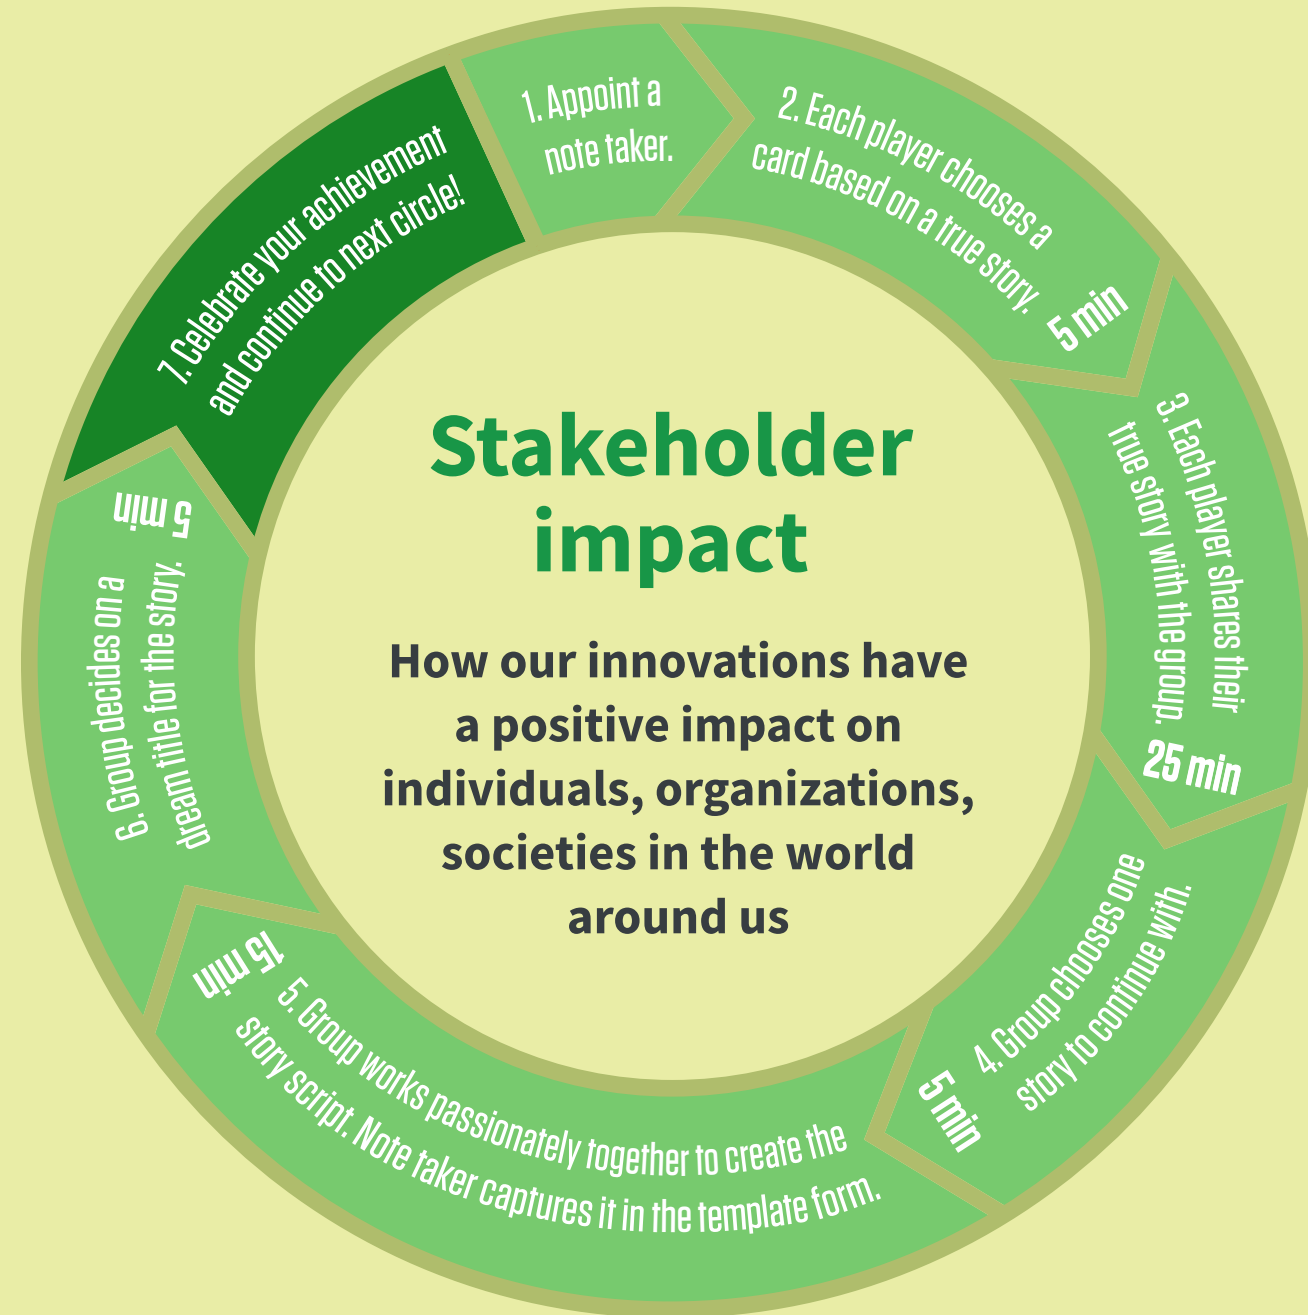 1. Appoint a
note taker.
2. Each player chooses a
card based on a true story.
5 min
3. Each player shares their
true story with the group.
25 min
4. Group chooses one
story to continue with.
5 min
5. Group works passionately together to create the
story script. Note taker captures it in the template form.
15 min
6. Group decides on a
dream title for the story.
5 min
7. Celebrate your achievement
and continue to next circle!
Stakeholder
impact
How our innovations have
a positive impact on
individuals, organizations,
societies in the world
around us